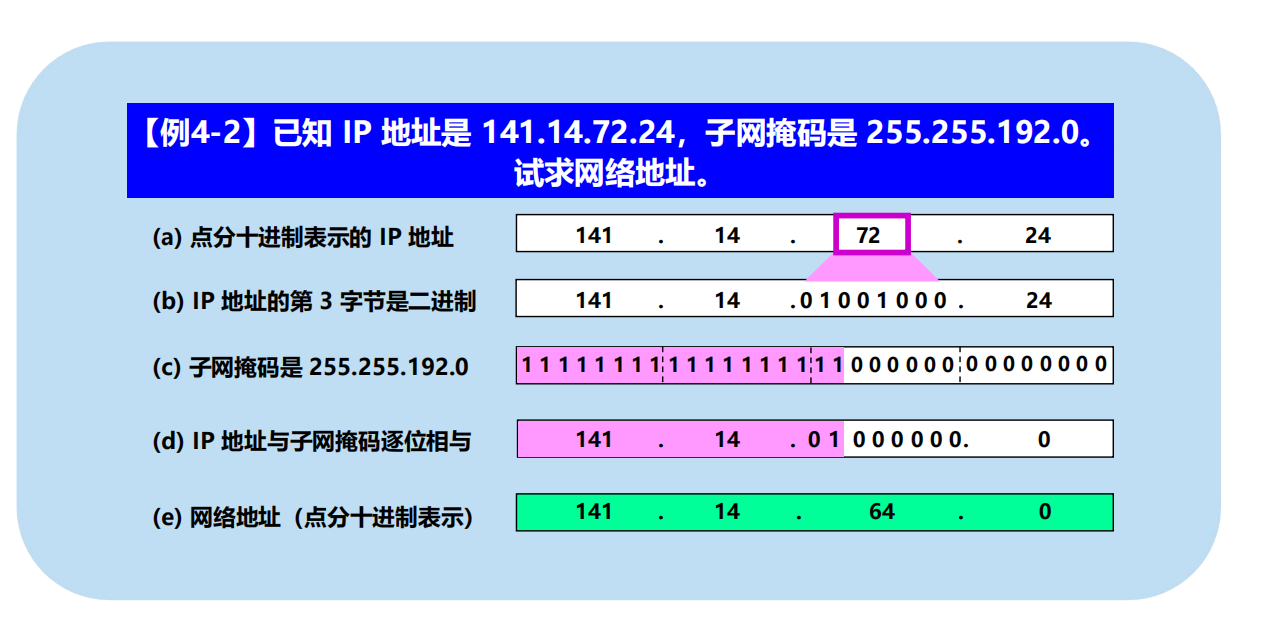 【例4-2】已知 IP 地址是 141.14.72.24，子网掩码是 255.255.192.0。
试求网络地址。
(a) 点分十进制表示的 IP 地址 141 . 14 . 72 . 24
(b) IP 地址的第 3 字节是二进制 141 . 14 .0 1 0 0 1 0 0 0 . 24
(c) 子网掩码是 255.255.192.0 1 1 1 1 1 1 1 1 1 1 1 1 1 1 1 1 1 1 0 0 0 0 0 0 0 0 0 0 0 0 0 0
(d) IP 地址与子网掩码逐位相与 141 . 14 . 0 1 0 0 0 0 0 0. 0
(e) 网络地址（点分十进制表示） 141 . 14 . 64 . 0